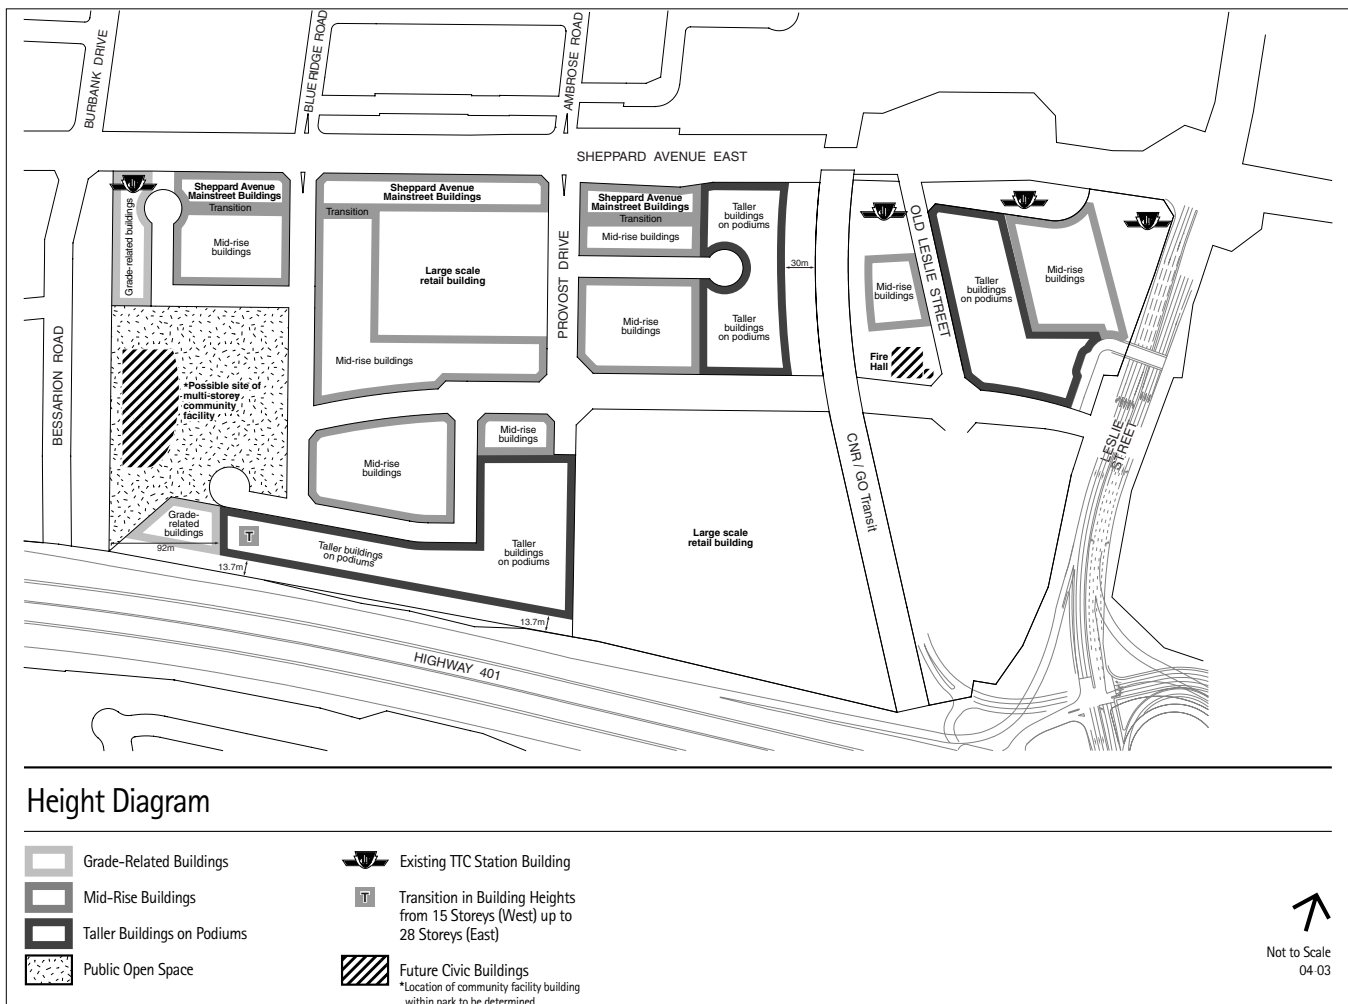 BURBANK DRIVE
BLUE RIDGE ROAD
AMBROSE ROAD
SHEPPARD AVENUE EAST
Grade-related buildings
Sheppard Avenue
Mainstreet Buildings
Transition
Mid-rise
buildings
Sheppard Avenue
Mainstreet Buildings
Transition
Large scale
retail building
Mid-rise buildings
PROVOST DRIVE
Sheppard Avenue
Mainstreet Buildings
Transition
Mid-rise buildings
Mid-rise
buildings
Taller
buildings
on podiums
Taller
buildings
on podiums
30m
OLD LESLIE STREET
Mid-rise
buildings
Fire
Hall
Taller
buildings
on podiums
Mid-rise
buildings
BESSARION ROAD
*Possible site of
multi-storey
community
facility
Mid-rise
buildings
Mid-rise
buildings
CNR / GO Transit
LESLIE
STREET
Grade-
related
buildings
92m
T
Taller buildings
on podiums
Taller
buildings
on podiums
Large scale
retail building
13.7m
13.7m
HIGHWAY 401
Height Diagram
Grade-Related Buildings
Mid-Rise Buildings
Taller Buildings on Podiums
Public Open Space
Existing TTC Station Building
T
Transition in Building Heights
from 15 Storeys (West) up to
28 Storeys (East)
Future Civic Buildings
*Location of community facility building
within park to be determined
Not to Scale
04 03